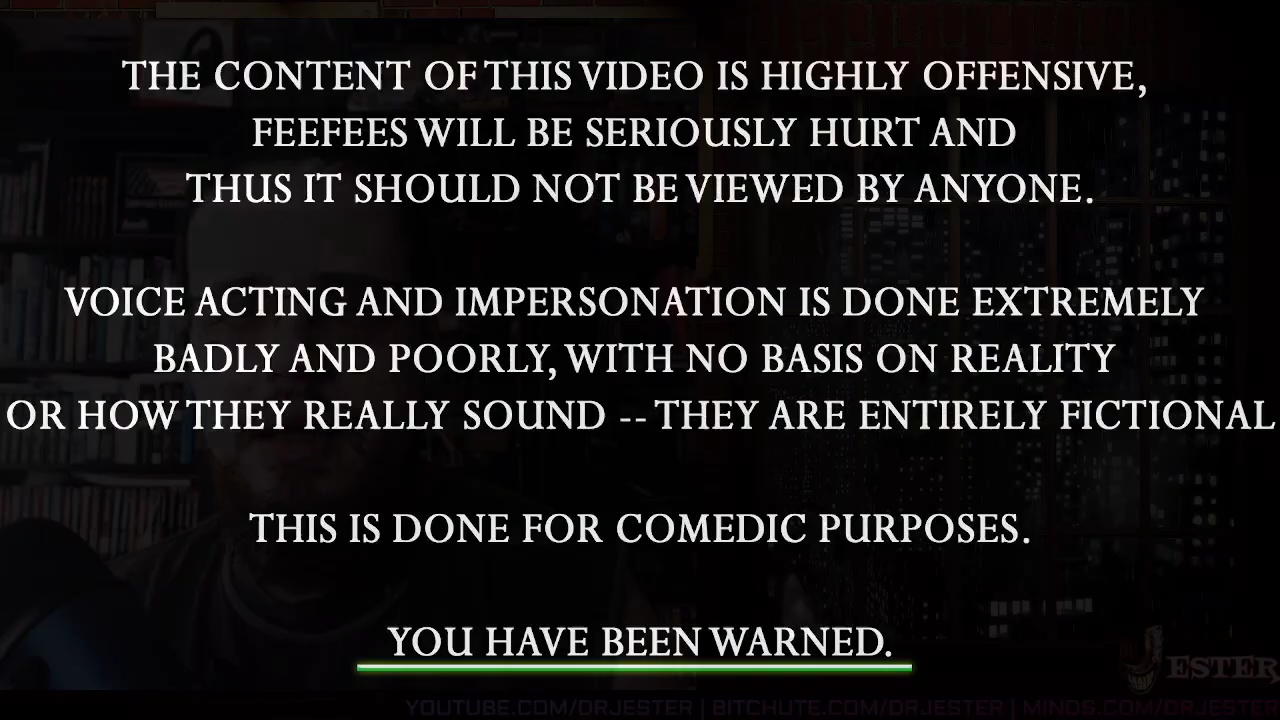 THE CONTENT OF THIS VIDEO IS HIGHLY OFFENSIVE,
FEEFEES WILL BE SERIOUSLY HURT AND
THUS IT SHOULD NOT BE VIEWED BY ANYONE.
VOICE ACTING AND IMPERSONATION IS DONE EXTREMELY
BADLY AND POORLY, WITH NO BASIS ON REALITY
OR HOW THEY REALLY SOUND -- THEY ARE ENTIRELY FICTIONAL
THIS IS DONE FOR COMEDIC PURPOSES.
YOU HAVE BEEN WARNED.
JESTER
YOUTUBE.COM/DRJESTER | BITCHUTE.COM/DRJESTER | MINDS.COM/DRJESTER